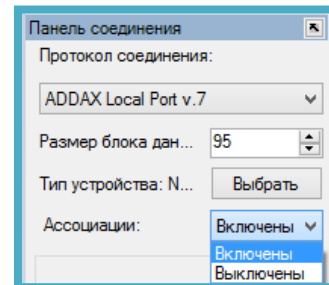 Панель соединения
Протокол соединения:
ADDAX Local Port v.7
Размер блока дан... 95
Тип устройства: N... Выбрать
Ассоциации: Включены
Включены
Выключены